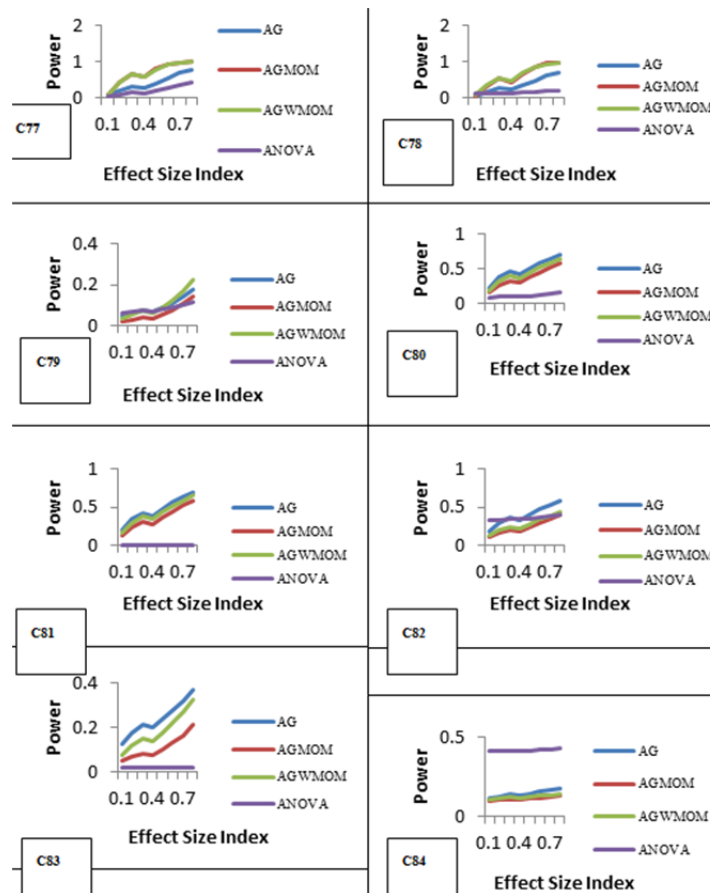 2
1
0
Power
0.1 0.4 0.7
Effect Size Index
AG
AGMOM
AGWMOM
ANOVA
C77
2
1
0
Power
0.1 0.4 0.7
Effect Size Index
AG
AGMOM
AGWMOM
ANOVA
C78
0.4
0.2
0
Power
0.1 0.4 0.7
Effect Size Index
AG
AGMOM
AGWMOM
ANOVA
C79
1
0.5
0
Power
0.1 0.4 0.7
Effect Size Index
AG
AGMOM
AGWMOM
ANOVA
C80
1
0.5
0
Power
0.1 0.4 0.7
Effect Size Index
AG
AGMOM
AGWMOM
ANOVA
C81
1
0.5
0
Power
0.1 0.4 0.7
Effect Size Index
AG
AGMOM
AGWMOM
ANOVA
C82
0.4
0.2
0
Power
0.1 0.4 0.7
Effect Size Index
AG
AGMOM
AGWMOM
ANOVA
C83
0.5
0
Power
0.1 0.4 0.7
Effect Size Index
AG
AGMOM
AGWMOM
ANOVA
C84